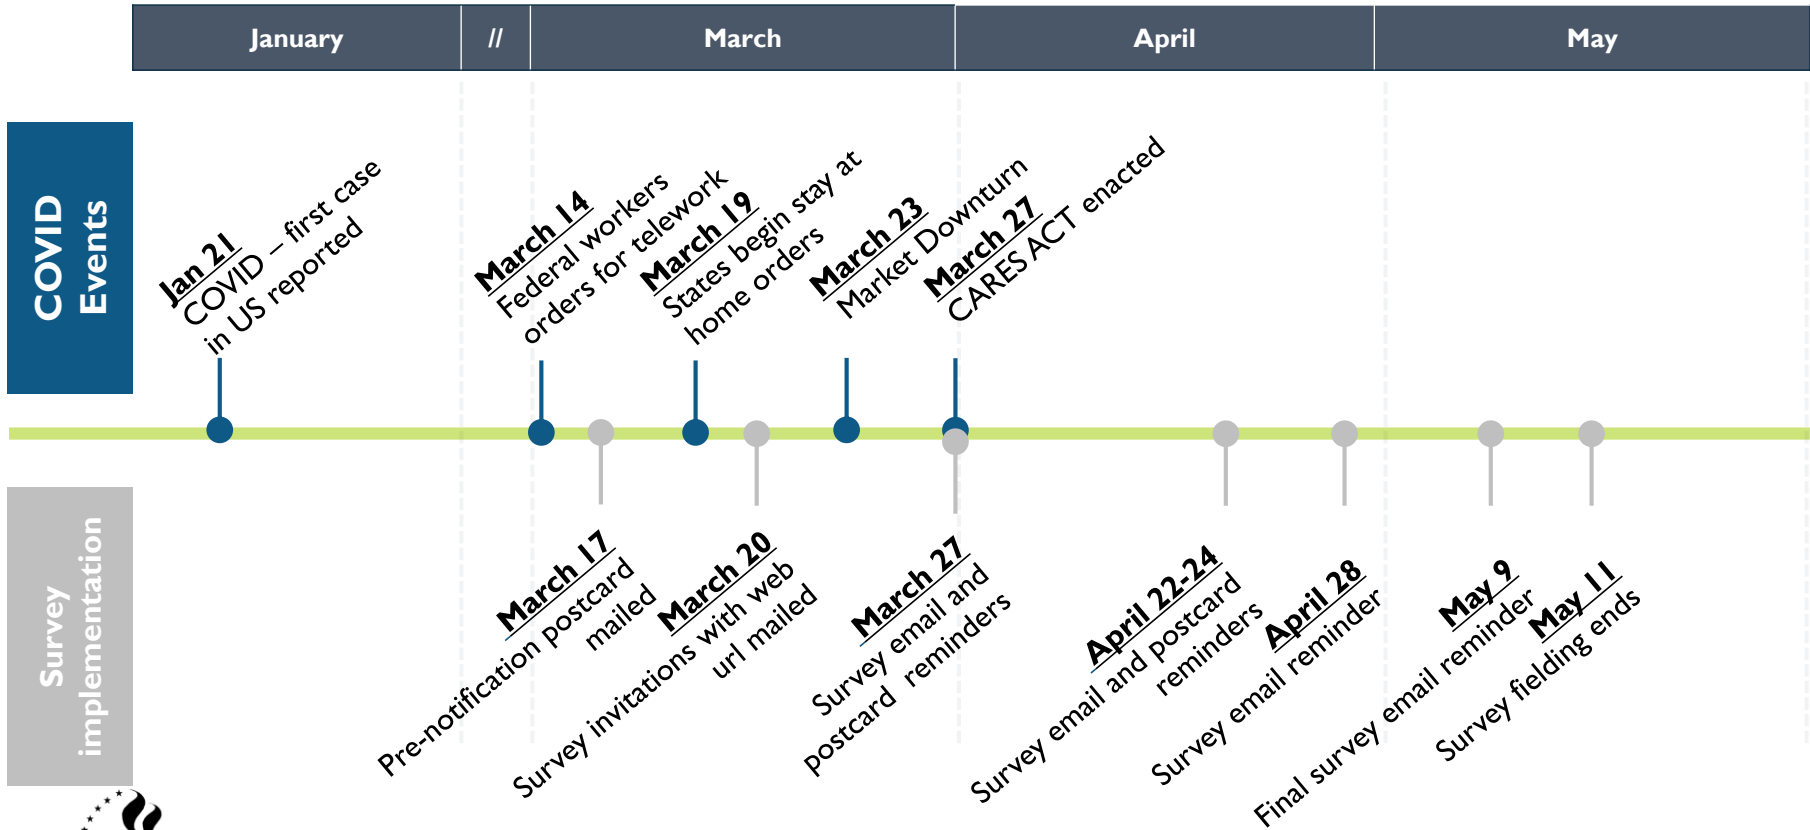 January
//
March
April
May
COVID
Events
Jan 21
COVID – first case
in US reported
March 14
Federal workers
orders for telework
March 19
States begin stay at
home orders
March 23
Market Downturn
March 27
CARES ACT enacted
Survey
implementation
March 17
Pre-notification postcard
mailed
March 20
Survey invitations with web
url mailed
March 27
Survey email and
postcard reminders
April 22-24
Survey email and postcard
reminders
April 28
Survey email reminder
May 9
Final survey email reminder
May 11
Survey fielding ends